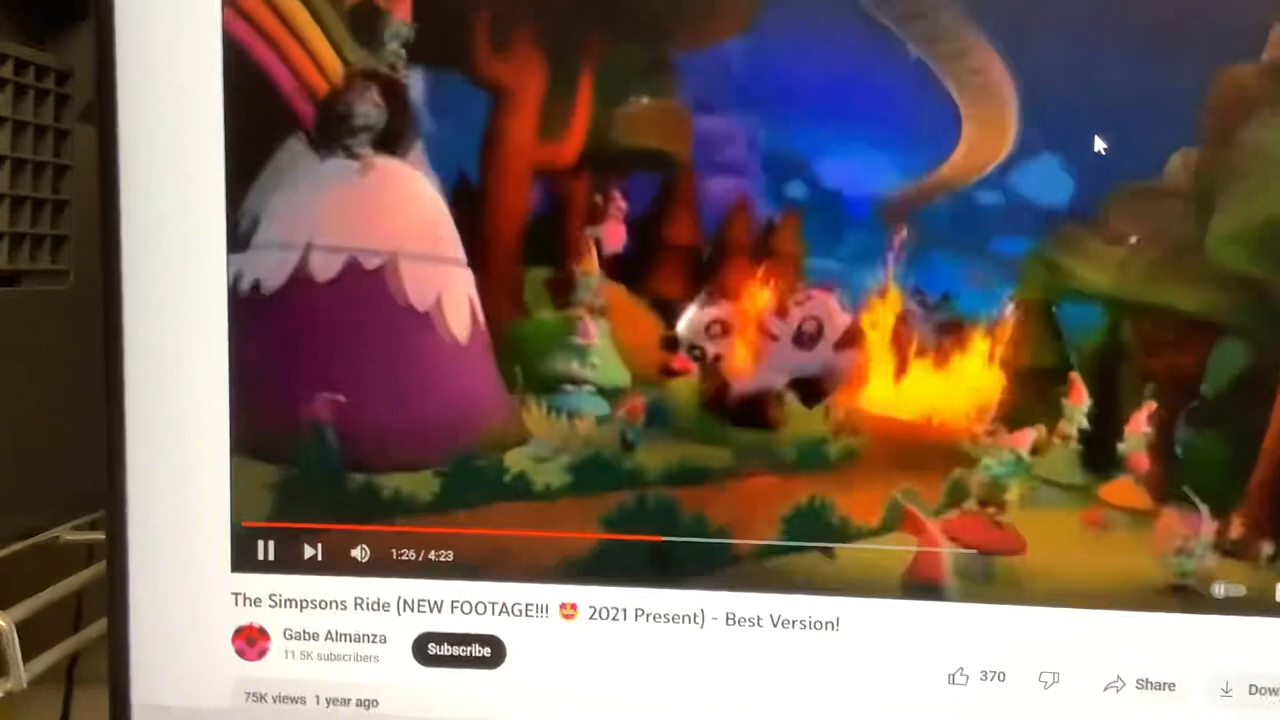 1:26 / 4:23
The Simpsons Ride (NEW FOOTAGE!!! 🤩 2021 Present) - Best Version!
Gabe Almanza
11.5K subscribers
Subscribe
370
Share
Dow
75K views 1 year ago